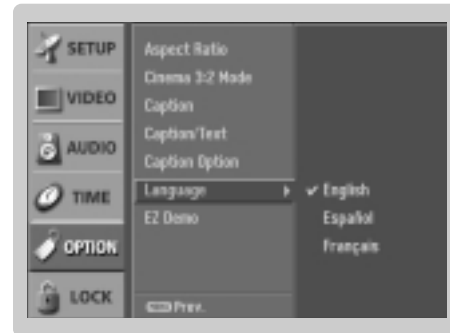 SETUP
VIDEO
AUDIO
TIME
OPTION
LOCK
Aspect Ratio
Cinema 3:2 Mode
Caption
Caption/Text
Caption Option
Language
EZ Demo
Prev.
✓ English
Español
Français